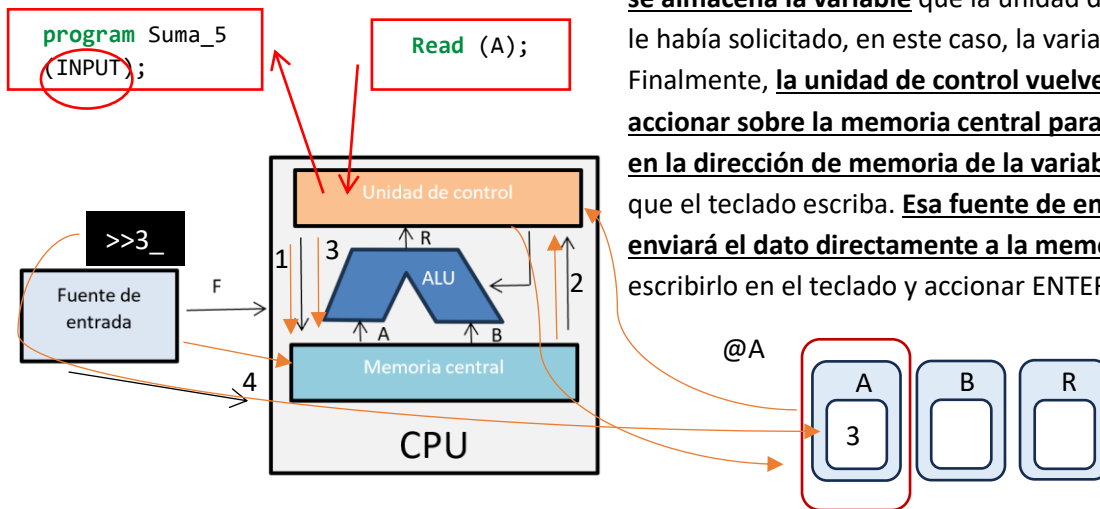 se almacena la variable que la unidad d
le había solicitado, en este caso, la varia
Finalmente, la unidad de control vuelve
accionar sobre la memoria central para
en la dirección de memoria de la variab
que el teclado escriba. Esa fuente de en
enviará el dato directamente a la memo
escribirlo en el teclado y accionar ENTER
program Suma_5
(INPUT);
Read (A);
Unidad de control
>>3_
1
3
R
ALU
2
Fuente de
entrada
F
A
B
Memoria central
4
CPU
@A
A
B
R
3